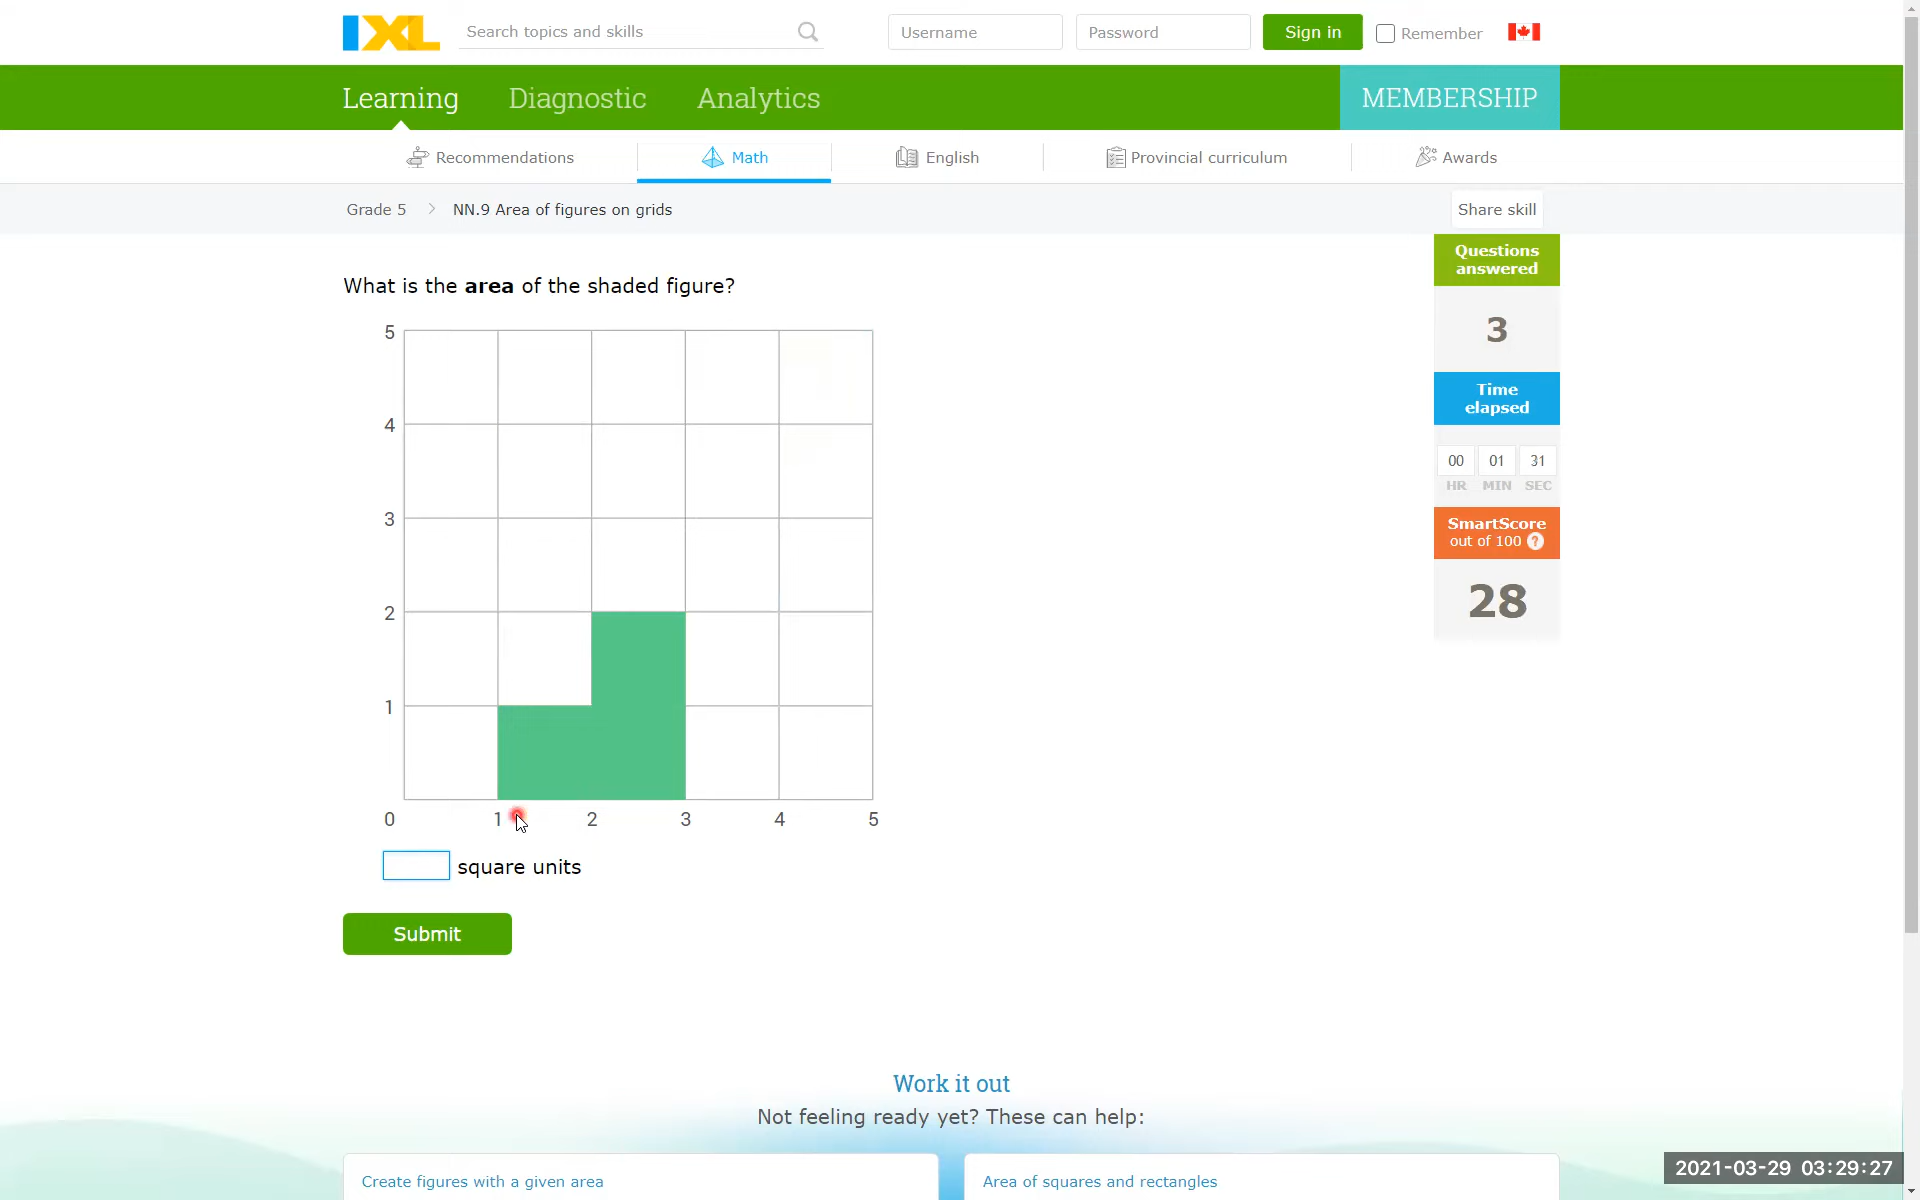 IXL
Search topics and skills
Username
Password
Sign in
Remember
Learning
Diagnostic
Analytics
MEMBERSHIP
Recommendations
Math
English
Provincial curriculum
Awards
Grade 5 > NN.9 Area of figures on grids
Share skill
Questions
answered
3
Time
elapsed
00 01 31
HR MIN SEC
SmartScore
out of 100 ?
28
What is the area of the shaded figure?
5
4
3
2
1
0 1 2 3 4 5
square units
Submit
Work it out
Not feeling ready yet? These can help:
Create figures with a given area
Area of squares and rectangles
2021-03-29 03:29:27